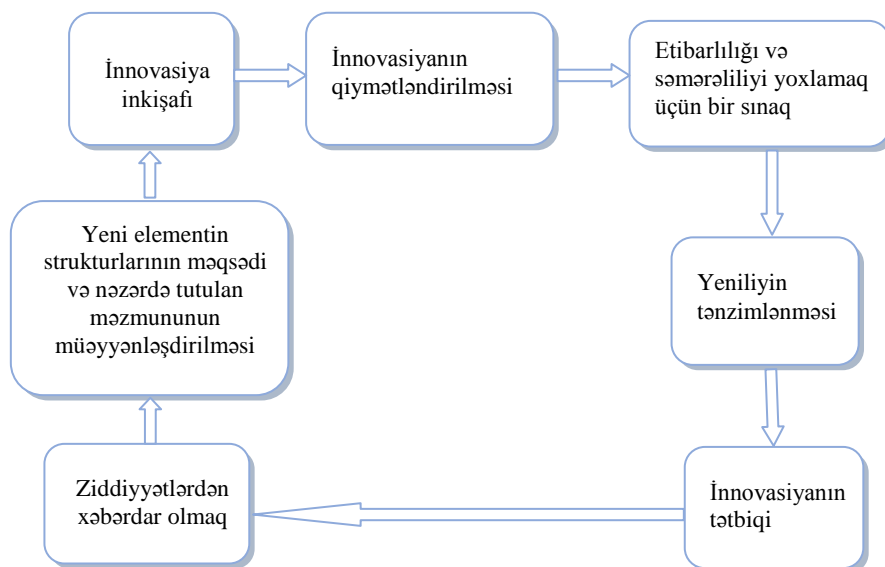 İnnovasiya
inkişafı
İnnovasiyanın
qiymətləndirilməsi
Etibarlılığı və
səmərəliliyi yoxlamaq
üçün bir sınaq
Yeniliyin
tənzimlənməsi
İnnovasiyanın
tətbiqi
Ziddiyyətlərdən
xəbərdar olmaq
Yeni elementin
strukturlarının məqsədi
və nəzərdə tutulan
məzmununun
müəyyənləşdirilməsi